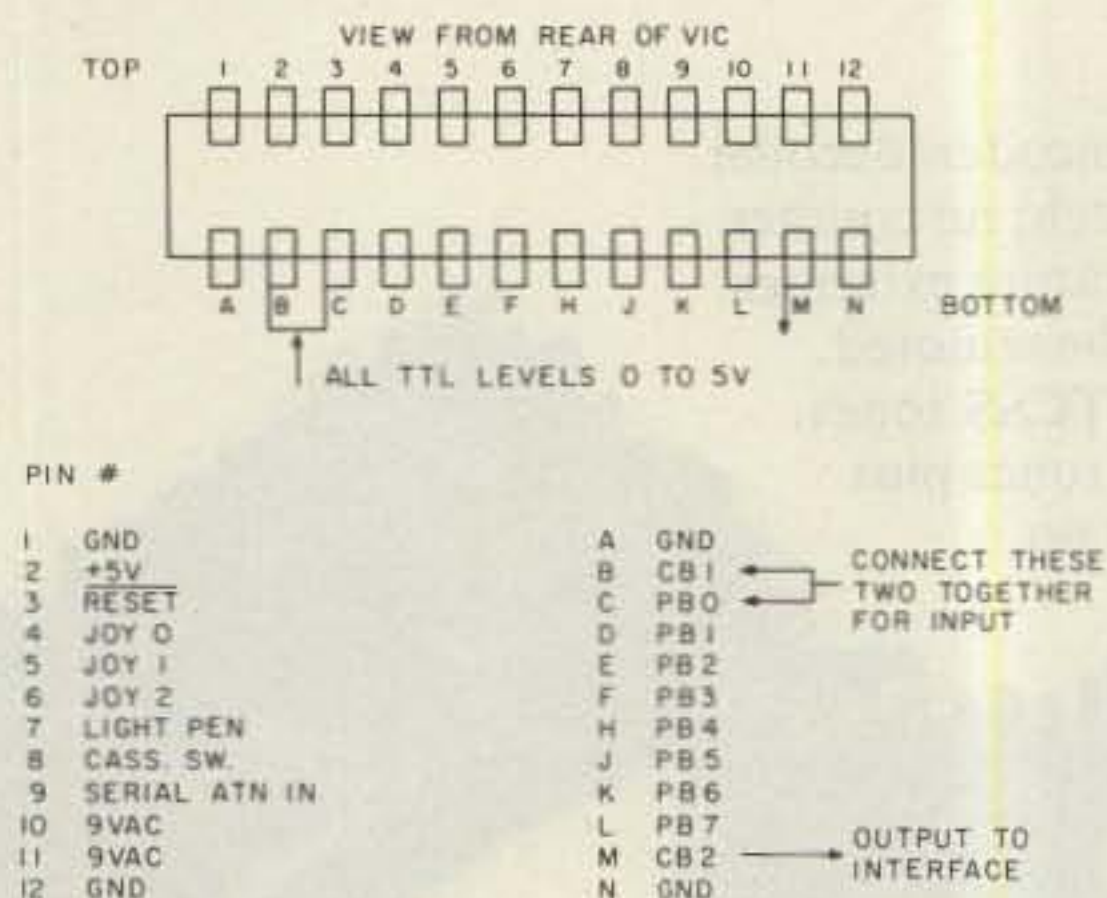 VIEW FROM REAR OF VIC
TOP 1 2 3 4 5 6 7 8 9 10 11 12
A B C D E F H J K L M N BOTTOM
ALL TTL LEVELS 0 TO 5V
PIN #
1 GND
2 +5V
3 RESET
4 JOY 0
5 JOY 1
6 JOY 2
7 LIGHT PEN
8 CASS. SW.
9 SERIAL ATN IN
10 9VAC
11 9VAC
12 GND
A GND
B CB1
C PB0
D PB1
E PB2
F PB3
H PB4
J PB5
K PB6
L PB7
M CB2
N GND
CONNECT THESE
TWO TOGETHER
FOR INPUT
OUTPUT TO
INTERFACE